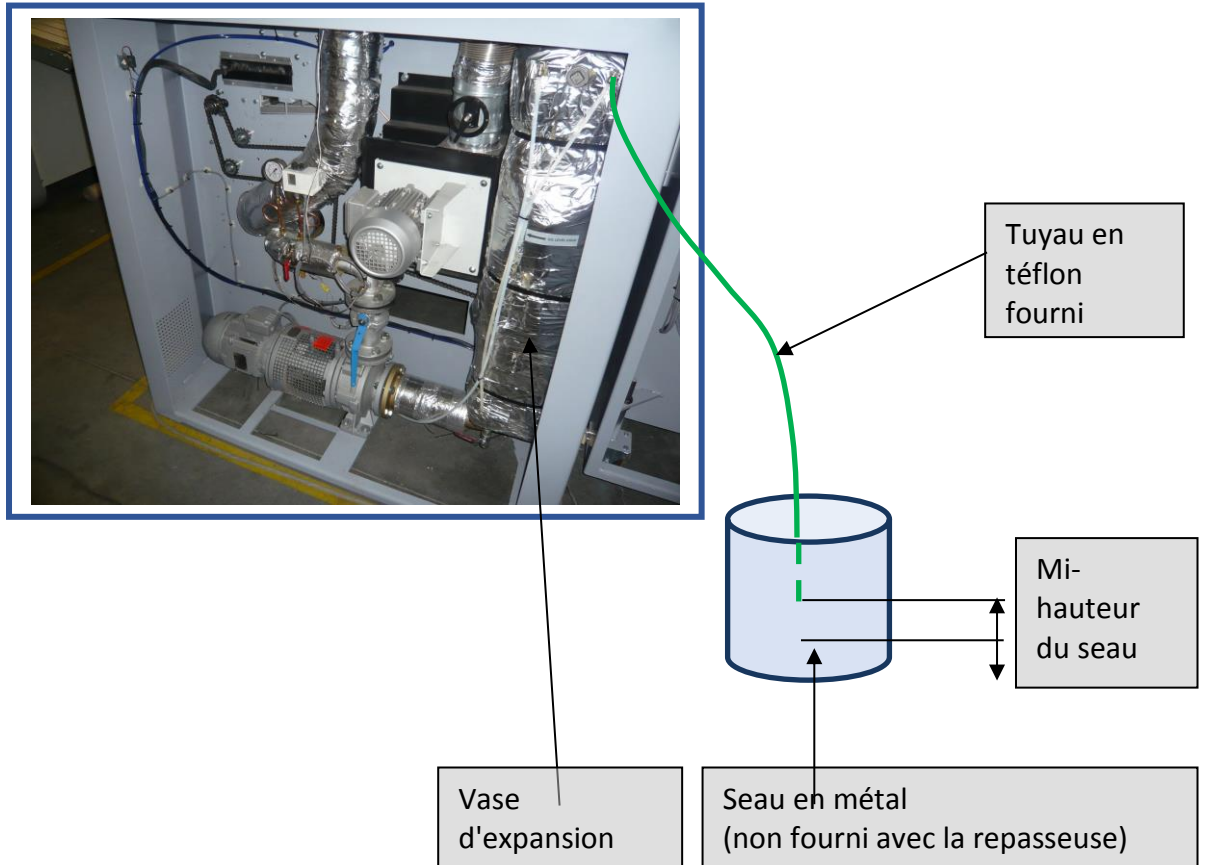 Tuyau en
téflon
fourni
Mi-
hauteur
du seau
Vase
d'expansion
Seau en métal
(non fourni avec la repasseuse)